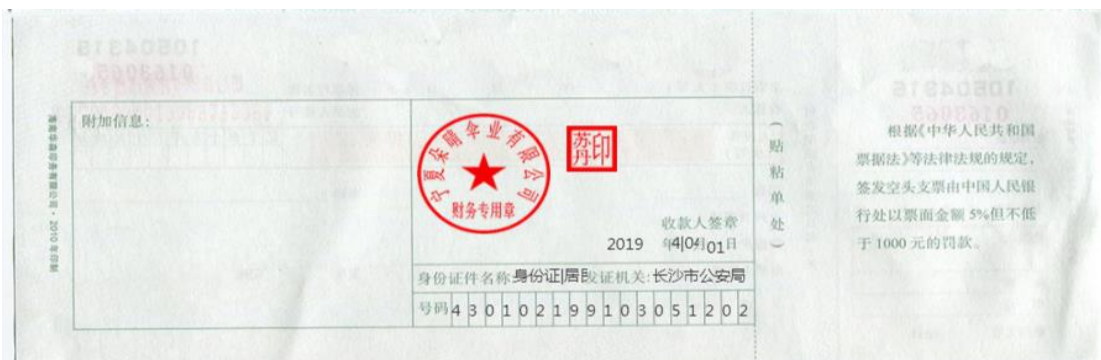 附加信息:
宁夏朵晴伞业有限公司
财务专用章
苏丹印
收款人签章
2019 年4|04月01日
身份证件名称:身份证|居民发证机关:长沙市公安局
号码430102199103051202
(贴粘单处)
根据《中华人民共和国
票据法》等法律法规的规定,
签发空头支票由中国人民银
行处以票面金额 5%但不低
于 1000 元的罚款。